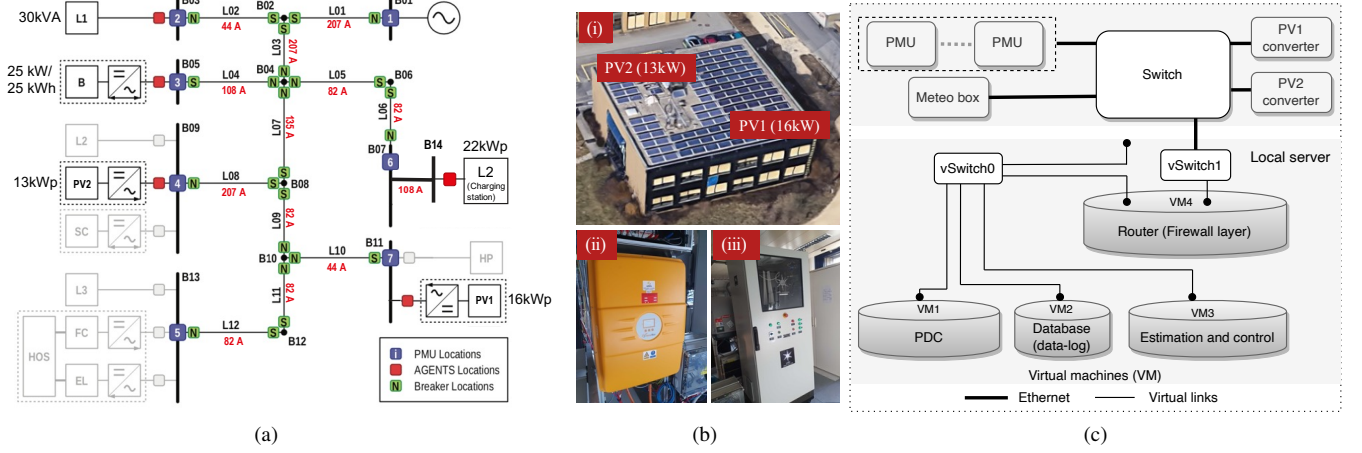 B03
B02
B01
30kVA
L1
2
N
L02
S
S
L01
N
1
44 A
S
207 A
L03
207 A
25 kW/
25 kWh
B
B05
3
S
L04
108 A
B04
N
N
N
N
L05
82 A
S
B06
S
L06
82 A
N
L07
135 A
B09
L2
B07
6
B14
22kWp
L2
(Charging
station)
108 A
13kWp
PV2
4
N
L08
207 A
S
S
S
B08
SC
L09
82 A
N
B10
S
N
N
L10
44 A
S
B11
7
HP
L11
82 A
PV1
16kWp
B13
L3
HOS
FC
5
N
L12
82 A
S
S
B12
EL
i PMU Locations
AGENTS Locations
N Breaker Locations
(a)
(i)
PV2 (13kW)
PV1 (16kW)
(ii)
(iii)
(b)
PMU
PMU
Meteo box
Switch
PV1
converter
PV2
converter
Local server
vSwitch0
vSwitch1
VM4
Router (Firewall layer)
VM1
PDC
VM2
Database
(data-log)
VM3
Estimation and control
Virtual machines (VM)
Ethernet
Virtual links
(c)